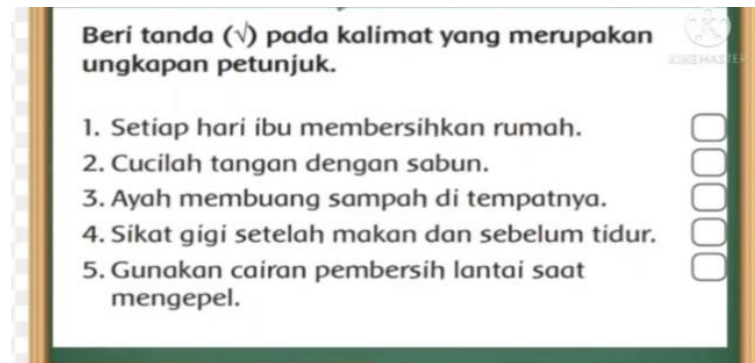 Beri tanda (√) pada kalimat yang merupakan
ungkapan petunjuk.
KINEMASTER
1. Setiap hari ibu membersihkan rumah.
2. Cucilah tangan dengan sabun.
3. Ayah membuang sampah di tempatnya.
4. Sikat gigi setelah makan dan sebelum tidur.
5. Gunakan cairan pembersih lantai saat
mengepel.